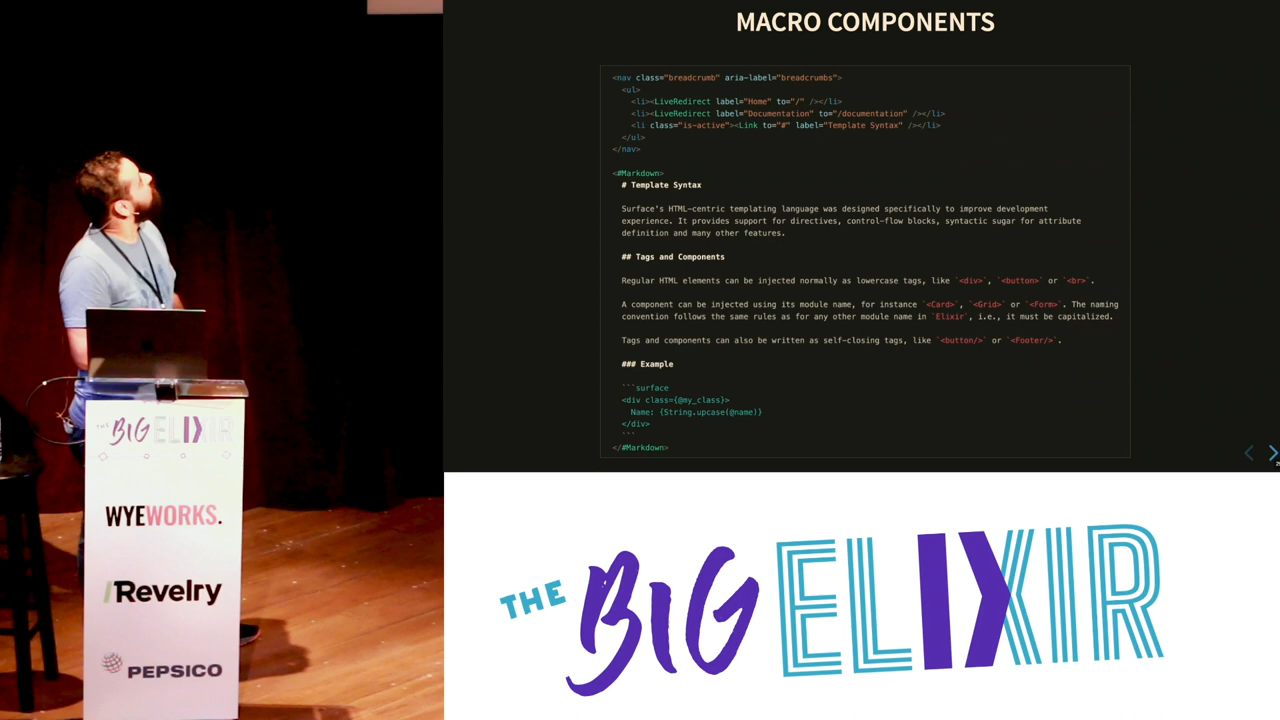 MACRO COMPONENTS
<nav class="breadcrumb" aria-label="breadcrumbs">
<ul>
<li><LiveRedirect label="Home" to="/" /></li>
<li><LiveRedirect label="Documentation" to="/documentation" /></li>
<li class="is-active"><Link to="#" label="Template Syntax" /></li>
</ul>
</nav>
<#Markdown>
# Template Syntax
Surface's HTML-centric templating language was designed specifically to improve development
experience. It provides support for directives, control-flow blocks, syntactic sugar for attribute
definition and many other features.
## Tags and Components
Regular HTML elements can be injected normally as lowercase tags, like `<div>`, `<button>` or `<br>`.
A component can be injected using its module name, for instance `<Card>`, `<Grid>` or `<Form>`. The naming
convention follows the same rules as for any other module name in `Elixir`, i.e., it must be capitalized.
Tags and components can also be written as self-closing tags, like `<button/>` or `<Footer/>`.
### Example
```surface
<div class={@my_class}>
Name: {String.upcase(@name)}
</div>
```
</#Markdown>
THE BIG ELIXIR
WYEWORKS.
Revelry
PEPSICO
THE BIG ELIXIR